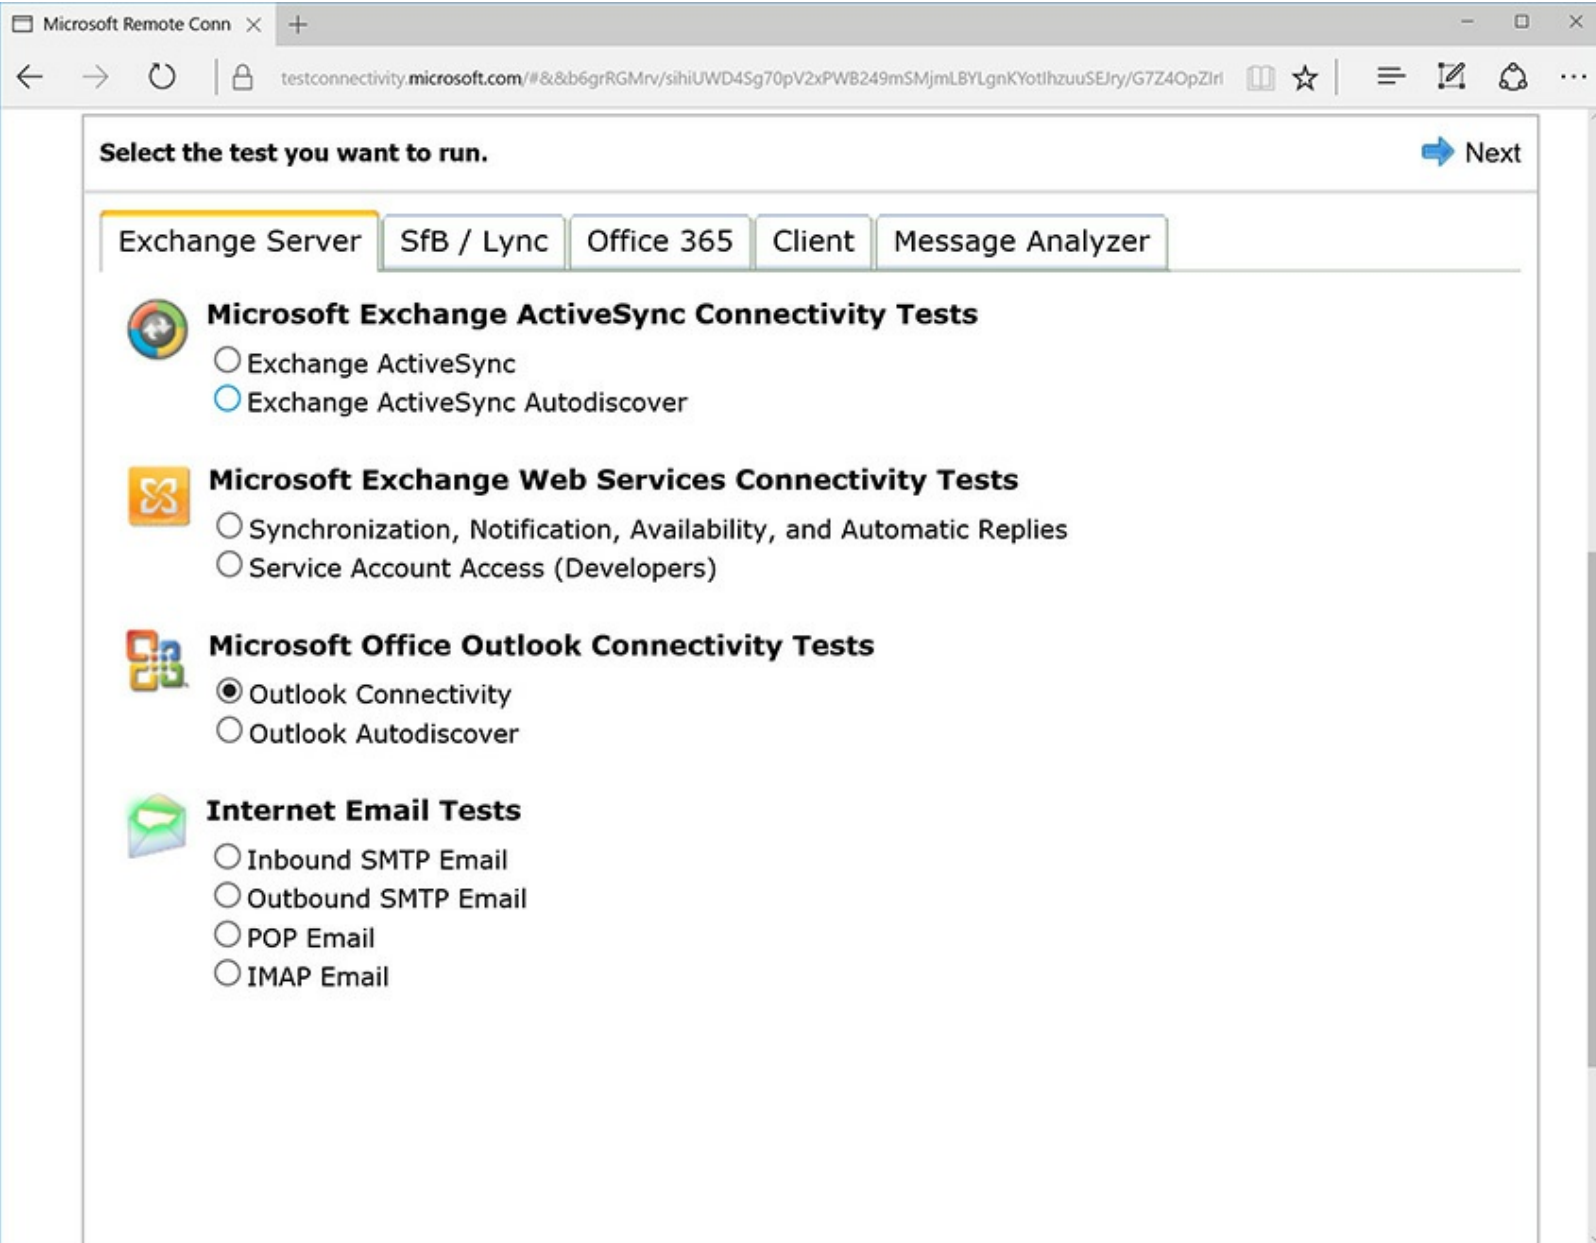 Microsoft Remote Conn
testconnectivity.microsoft.com/#&&b6grRGMrv/sihiUWD4Sg70pV2xPWB249mSMjmLBYLgnKYotIhzuuSEJry/G7Z4OpZIrI
Select the test you want to run.
Next
Exchange Server SfB / Lync Office 365 Client Message Analyzer
Microsoft Exchange ActiveSync Connectivity Tests
Exchange ActiveSync
Exchange ActiveSync Autodiscover
Microsoft Exchange Web Services Connectivity Tests
Synchronization, Notification, Availability, and Automatic Replies
Service Account Access (Developers)
Microsoft Office Outlook Connectivity Tests
Outlook Connectivity
Outlook Autodiscover
Internet Email Tests
Inbound SMTP Email
Outbound SMTP Email
POP Email
IMAP Email